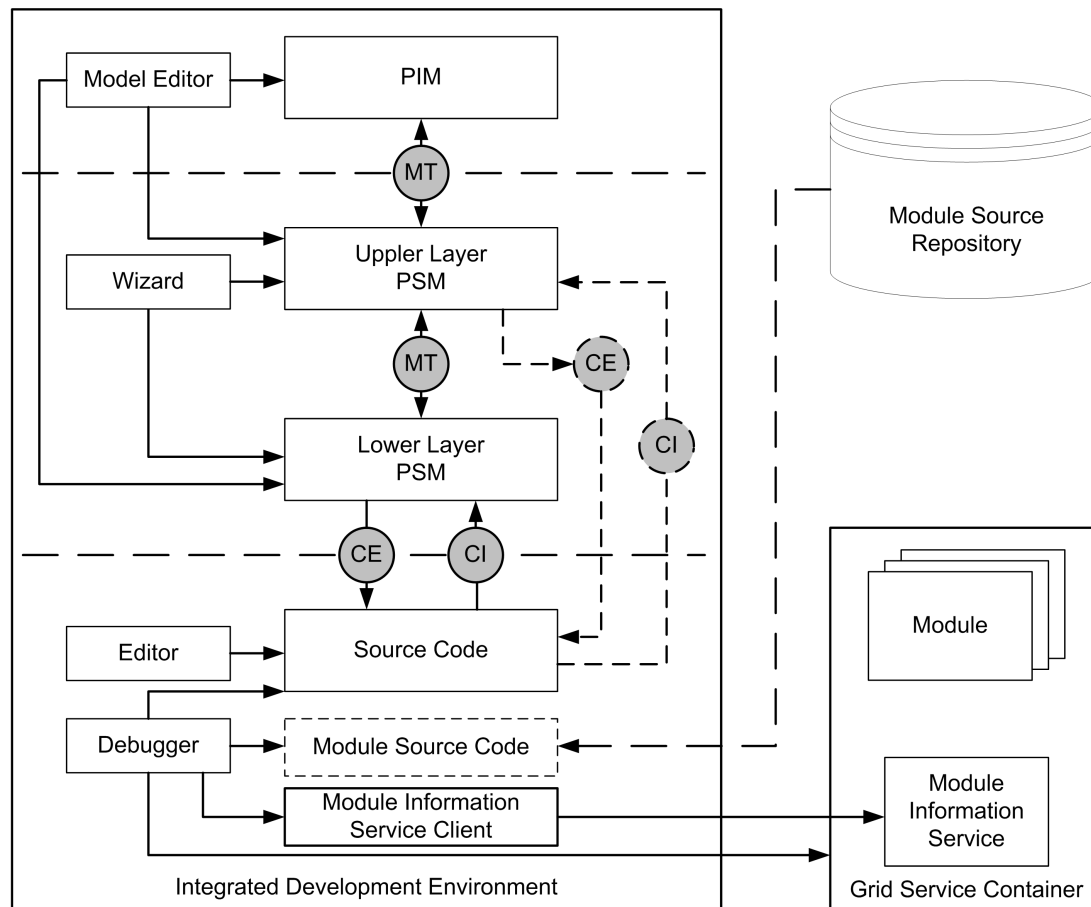 Model Editor
PIM
MT
Module Source
Repository
Uppler Layer
PSM
Wizard
MT
CE
CI
Lower Layer
PSM
CE
CI
Module
Editor
Source Code
Debugger
Module Source Code
Module Information
Service Client
Module
Information
Service
Integrated Development Environment
Grid Service Container